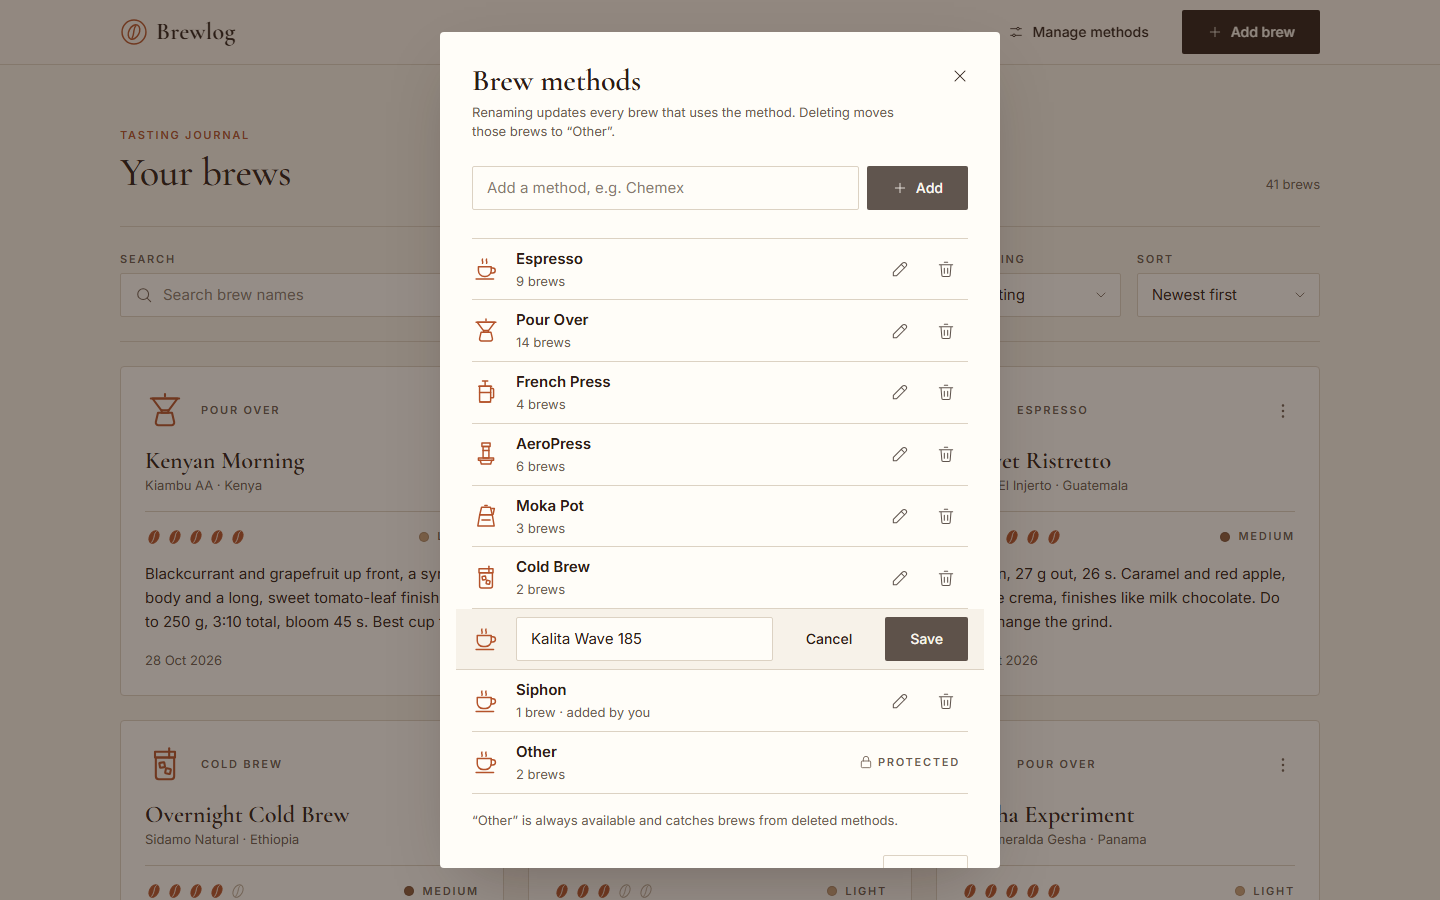 Brewlog
Manage methods
Add brew
TASTING JOURNAL
Your brews
41 brews
SEARCH
SORT
Search brew names
Newest first
Brew methods
Renaming updates every brew that uses the method. Deleting moves
those brews to “Other”.
Add a method, e.g. Chemex
Add
Espresso
9 brews
Pour Over
14 brews
French Press
4 brews
AeroPress
6 brews
Moka Pot
3 brews
Cold Brew
2 brews
Kalita Wave 185
Cancel
Save
Siphon
1 brew · added by you
Other
2 brews
PROTECTED
“Other” is always available and catches brews from deleted methods.
POUR OVER
Kenyan Morning
Kiambu AA · Kenya
Blackcurrant and grapefruit up front, a
body and a long, sweet tomato-leaf finish
to 250 g, 3:10 total, bloom 45 s. Best cup
28 Oct 2026
ESPRESSO
Ristretto
El Injerto · Guatemala
MEDIUM
27 g out, 26 s. Caramel and red apple,
crema, finishes like milk chocolate. Do
the grind.
2026
COLD BREW
Overnight Cold Brew
Sidamo Natural · Ethiopia
MEDIUM
LIGHT
POUR OVER
Experiment
Gesha · Panama
LIGHT